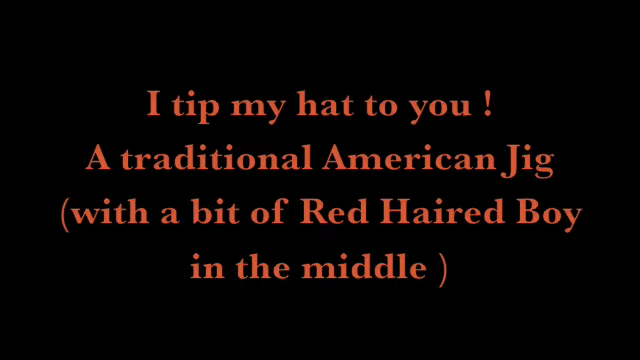 I tip my hat to you !
A traditional American Jig
(with a bit of Red Haired Boy
in the middle )